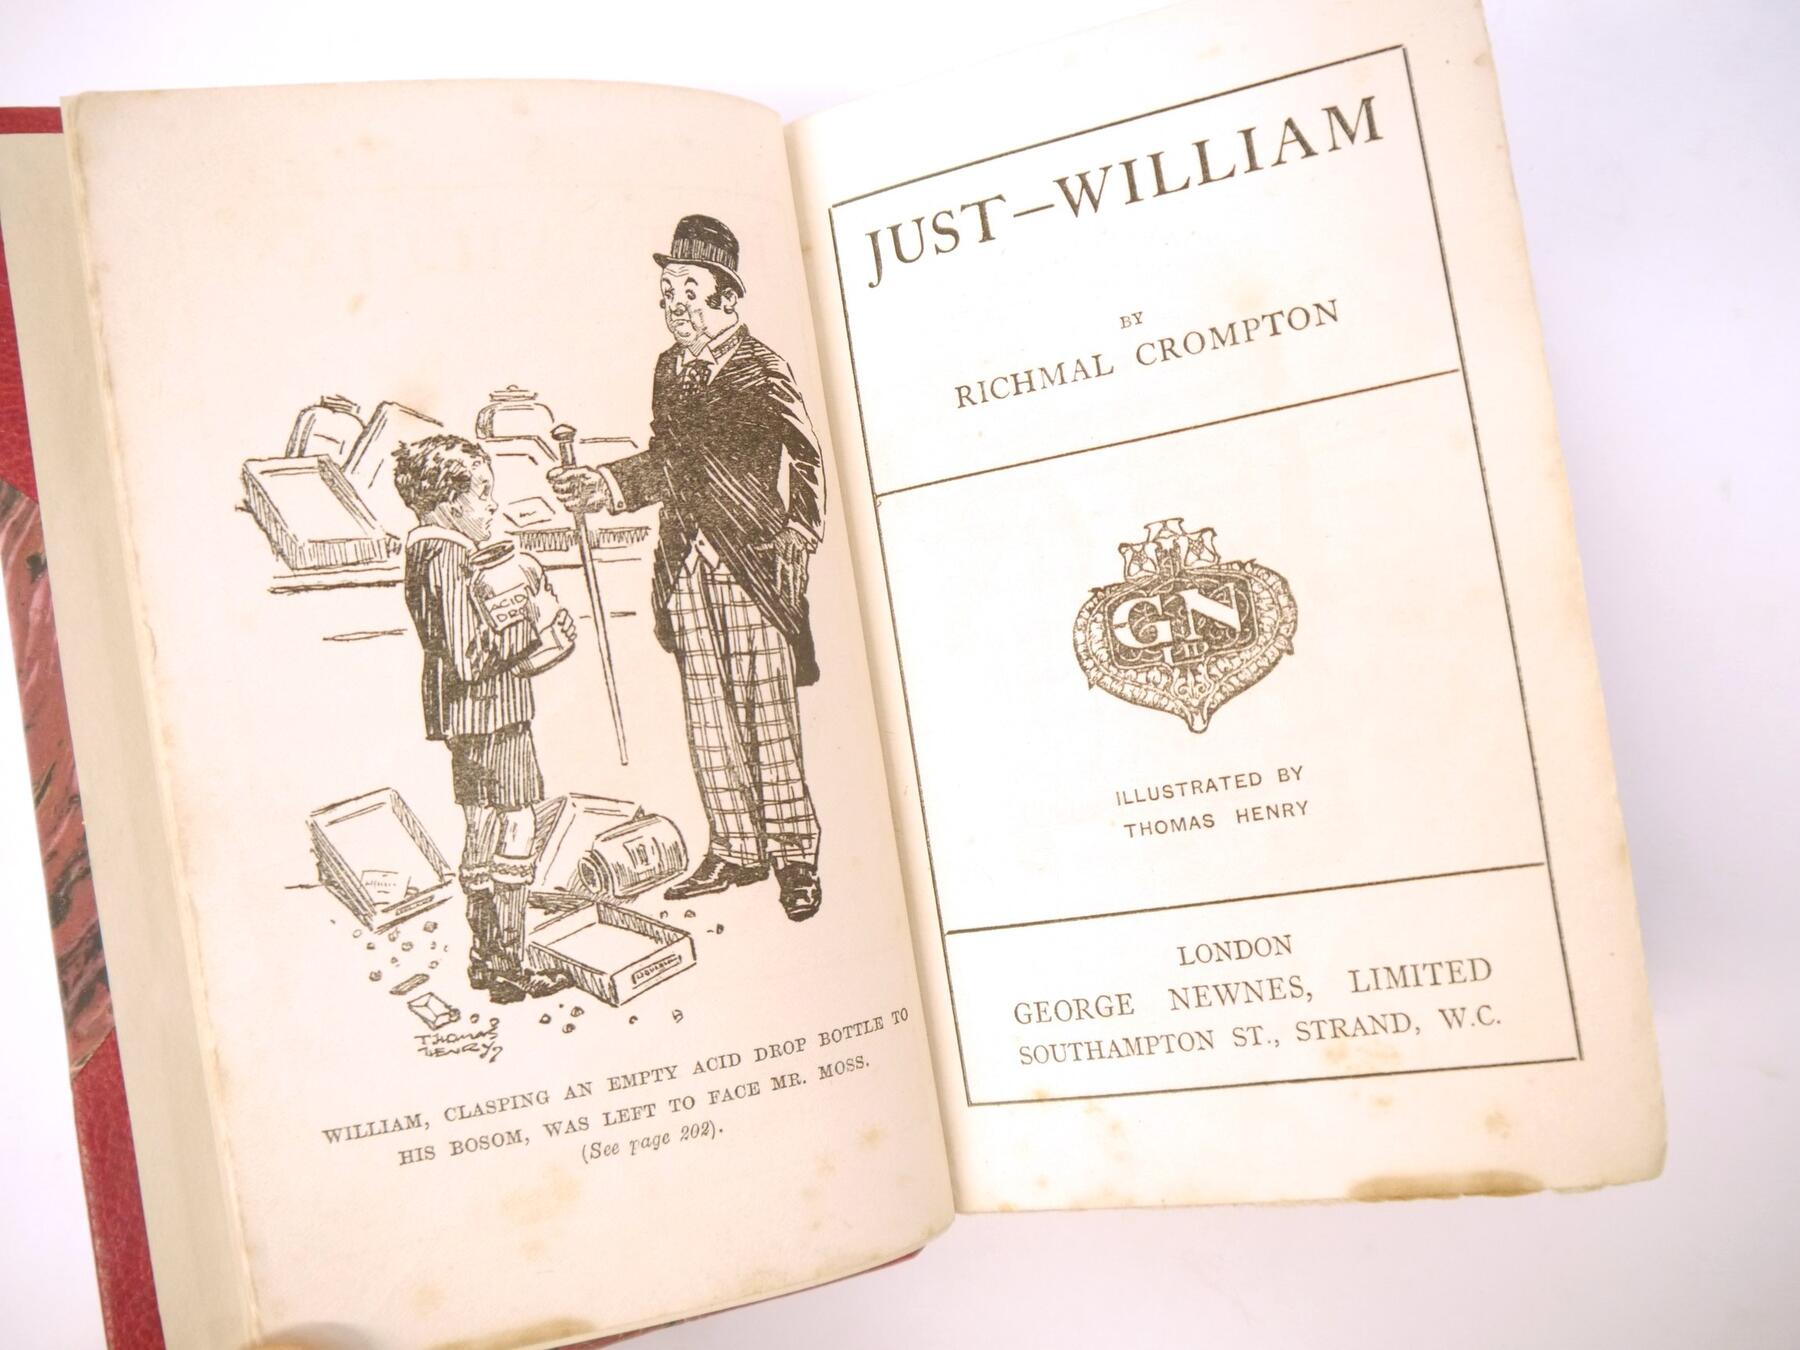 ACID
DRO
THOMAS
HENRY
WILLIAM, CLASPING AN EMPTY ACID DROP BOTTLE TO
HIS BOSOM, WAS LEFT TO FACE MR. MOSS.
(See page 202).
JUST—WILLIAM
BY
RICHMAL CROMPTON
GN
ILLUSTRATED BY
THOMAS HENRY
LONDON
GEORGE NEWNES, LIMITED
SOUTHAMPTON ST., STRAND, W.C.